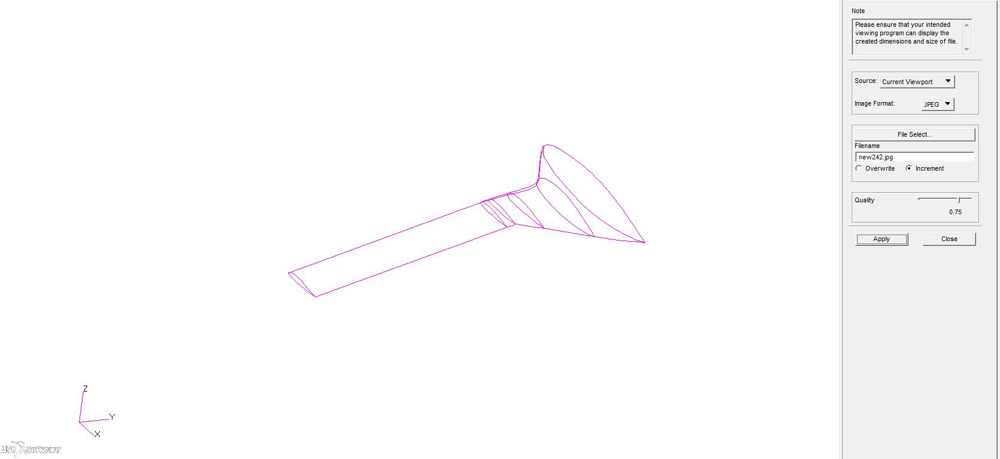 Note
Please ensure that your intended
viewing program can display the
created dimensions and size of file.
Source: Current Viewport
Image Format: JPEG
File Select...
Filename
new242.jpg
Overwrite Increment
Quality
0.75
Apply Close
Z
Y
X
MSC Software